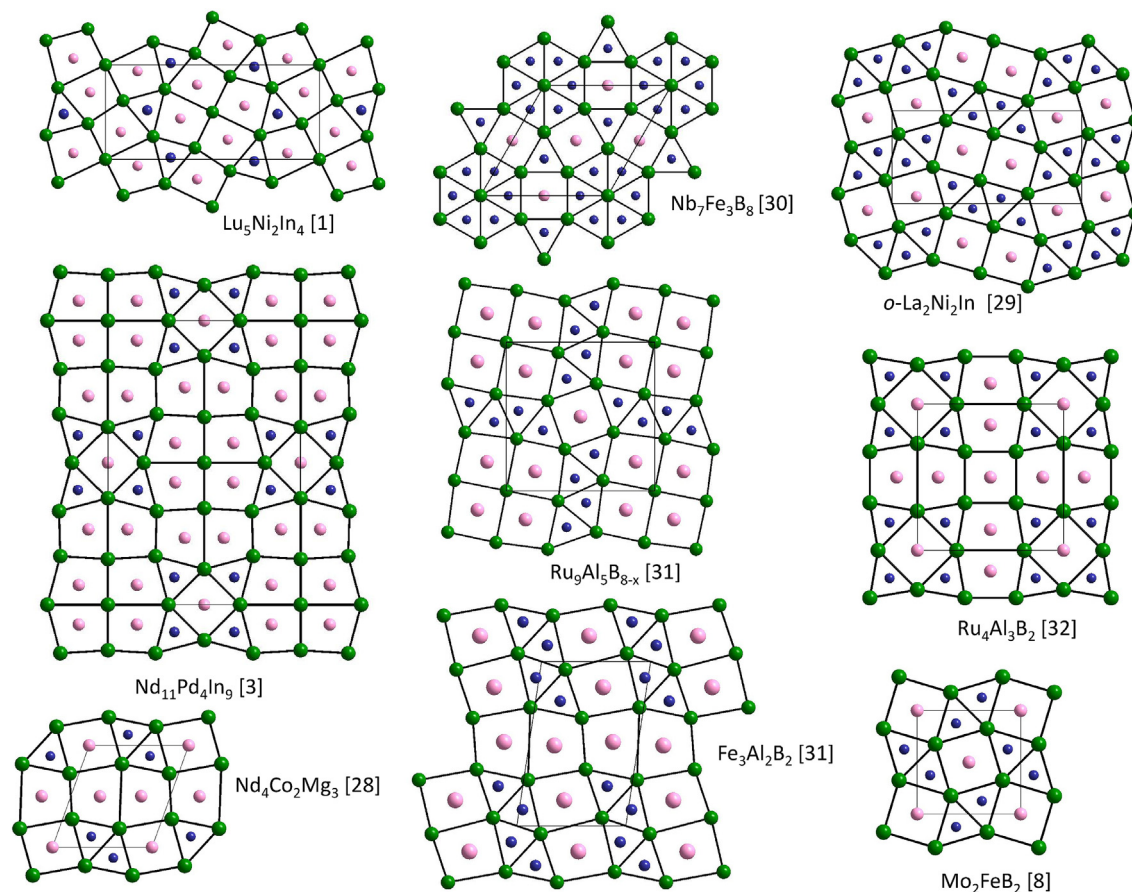 Lu₅Ni₂In₄ [1]
Nb₇Fe₃B₈ [30]
o-La₂Ni₂In [29]
Nd₁₁Pd₄In₉ [3]
Ru₉Al₅B₈₋ₓ [31]
Ru₄Al₃B₂ [32]
Nd₄Co₂Mg₃ [28]
Fe₃Al₂B₂ [31]
Mo₂FeB₂ [8]